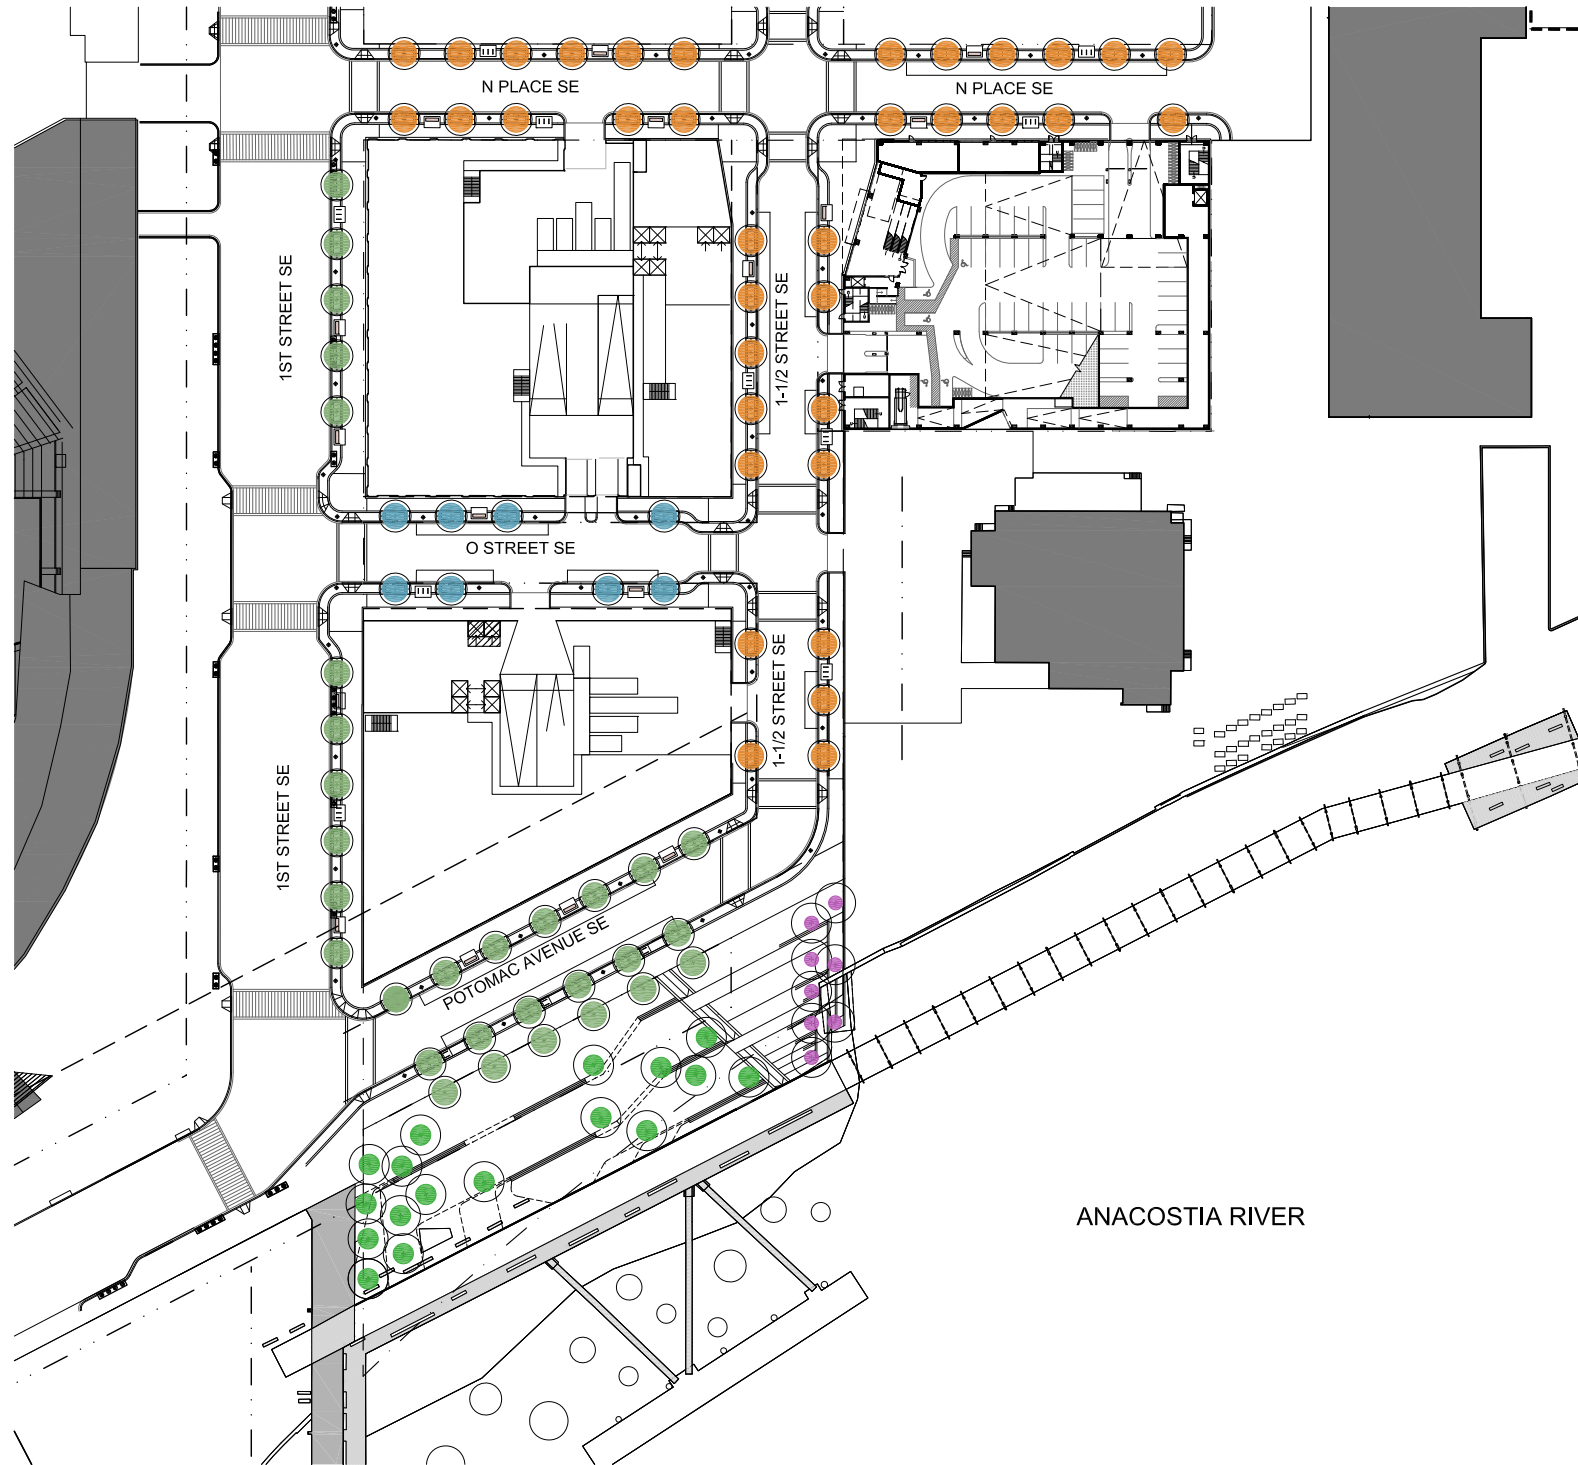 N PLACE SE
N PLACE SE
1ST STREET SE
1-1/2 STREET SE
O STREET SE
1-1/2 STREET SE
1ST STREET SE
POTOMAC AVENUE SE
ANACOSTIA RIVER